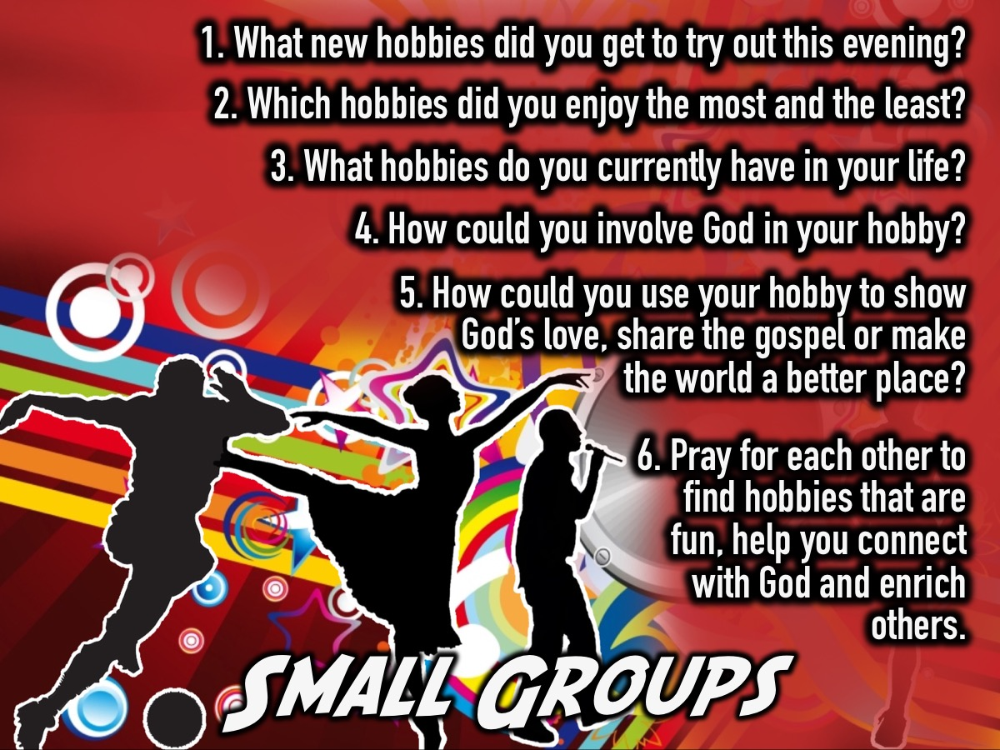 1. What new hobbies did you get to try out this evening?
2. Which hobbies did you enjoy the most and the least?
3. What hobbies do you currently have in your life?
4. How could you involve God in your hobby?
5. How could you use your hobby to show
God’s love, share the gospel or make
the world a better place?
6. Pray for each other to
find hobbies that are
fun, help you connect
with God and enrich
others.
Small Groups